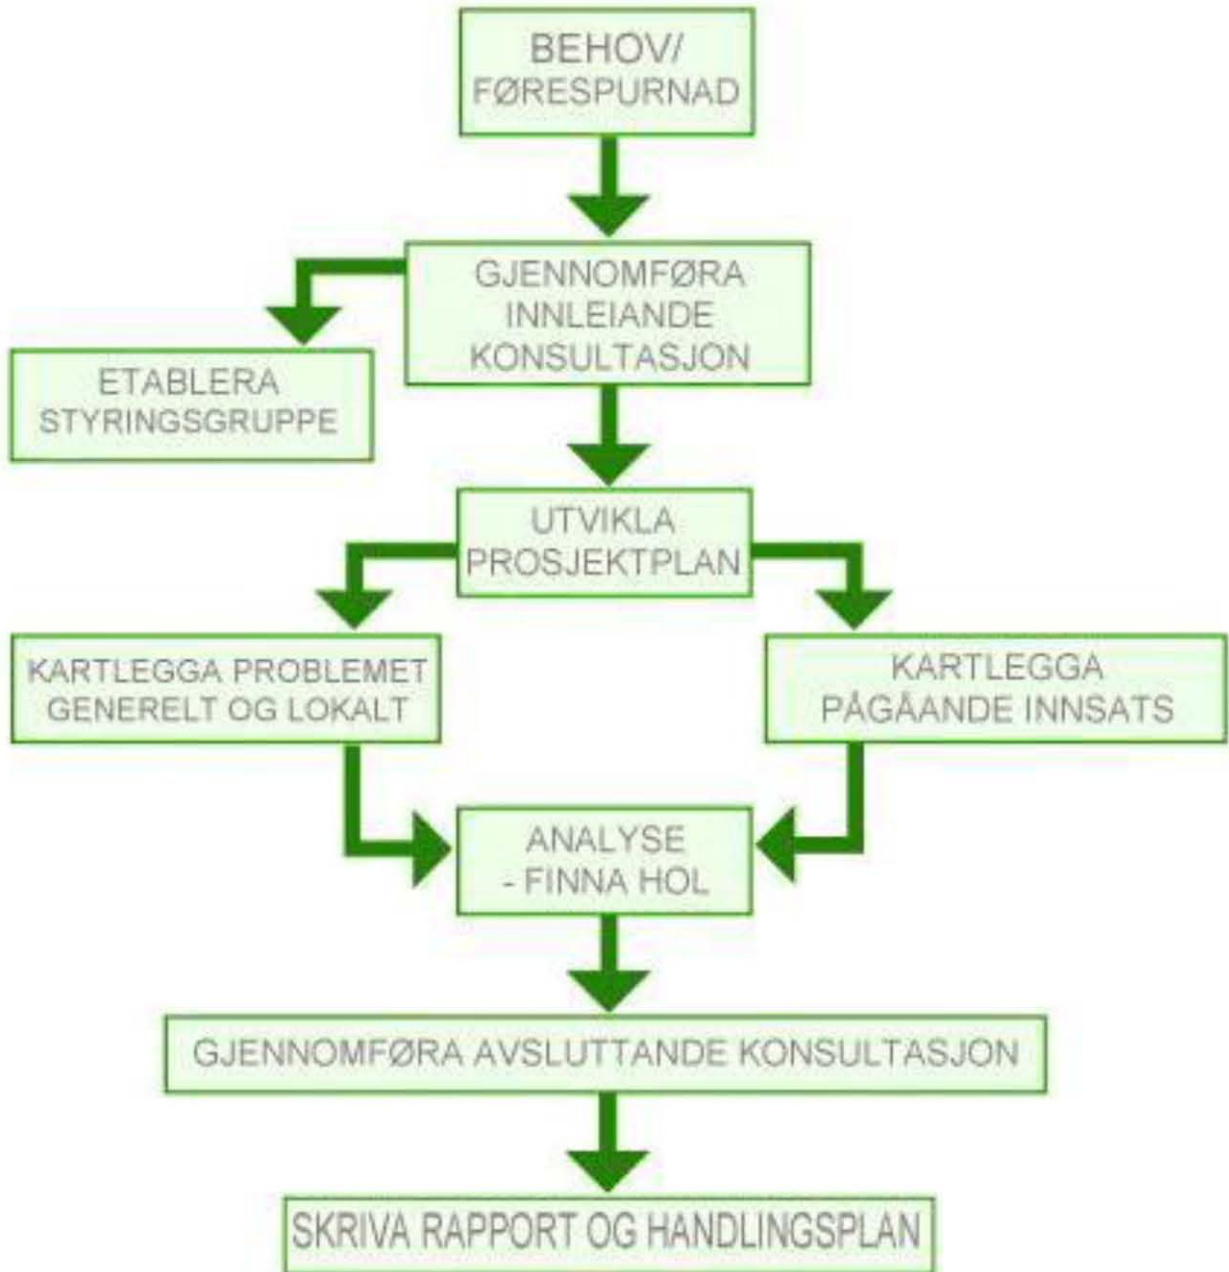 BEHOV/
FØRESPURNAD
GJENNOMFØRA
INNLEIANDE
KONSULTASJON
ETABLERA
STYRINGSGRUPPE
UTVIKLA
PROSJEKTPLAN
KARTLEGGA PROBLEMET
GENERELT OG LOKALT
KARTLEGGA
PÅGÅANDE INNSATS
ANALYSE
- FINNA HOL
GJENNOMFØRA AVSLUTTANDE KONSULTASJON
SKRIVA RAPPORT OG HANDLINGSPLAN